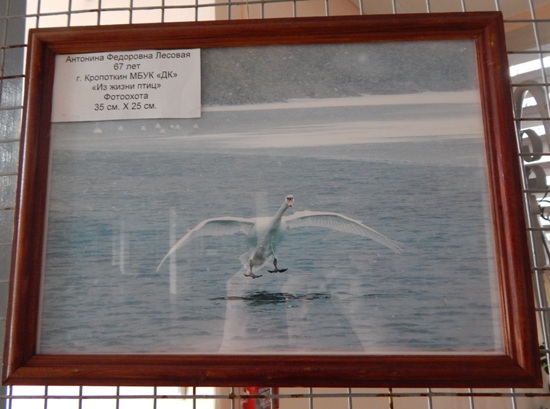 Антонина Федоровна Лесовая
67 лет
г. Кропоткин МБУК «ДК»
«Из жизни птиц»
Фотоохота
35 см. Х 25 см.